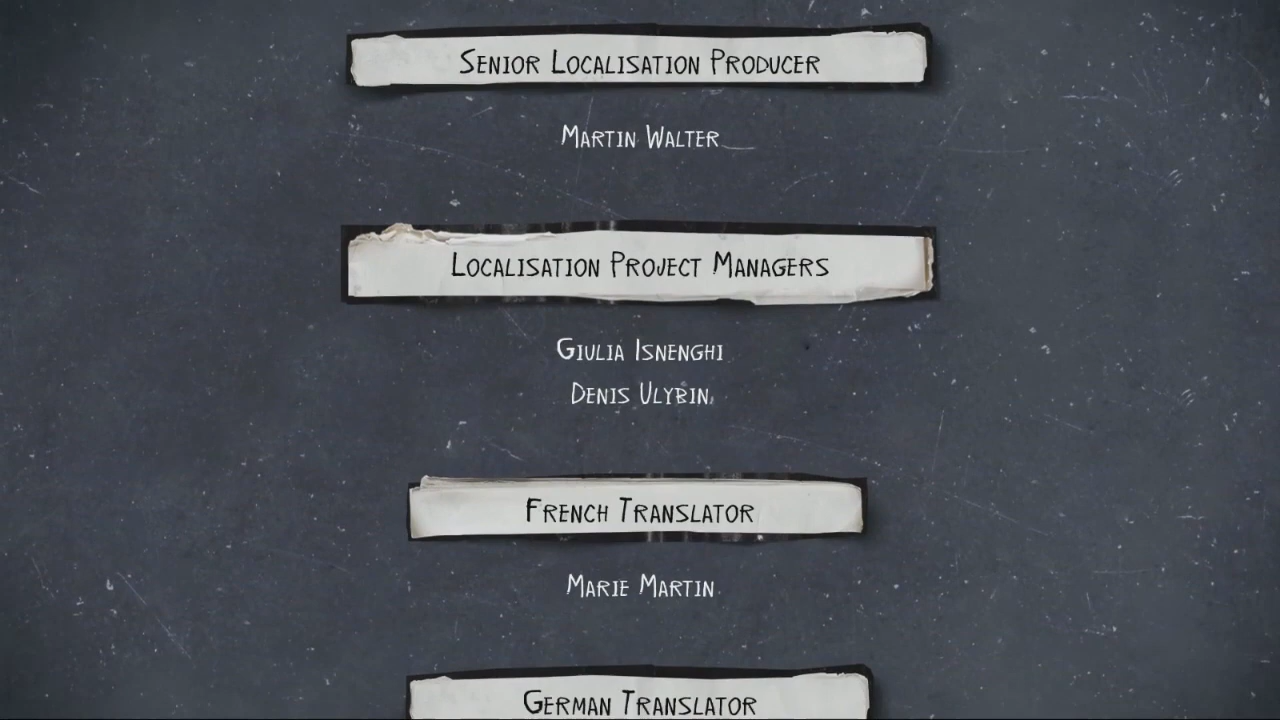 Senior Localisation Producer
Martin Walter
Localisation Project Managers
Giulia Isnenghi
Denis Ulybin
French Translator
Marie Martin
German Translator